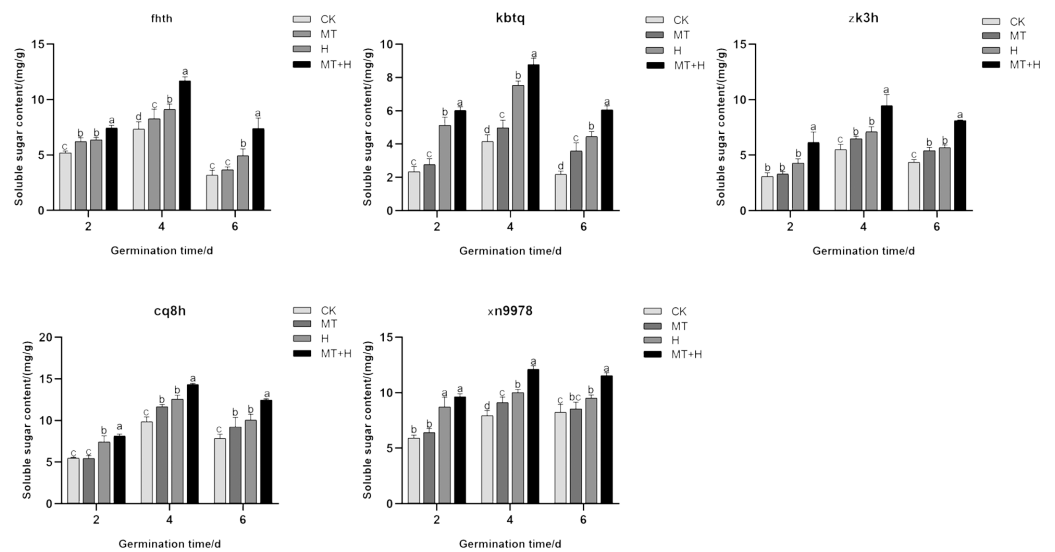 fhth
CK
MT
H
MT+H
Soluble sugar content/(mg/g)
15
10
5
0
c b b a
d c b a
c c b a
2 4 6
Germination time/d
kbtq
CK
MT
H
MT+H
Soluble sugar content/(mg/g)
10
8
6
4
2
0
c c b a
d c b a
d c b a
2 4 6
Germination time/d
zk3h
CK
MT
H
MT+H
Soluble sugar content/(mg/g)
15
10
5
0
b b b a
c b b a
c b b a
2 4 6
Germination time/d
cq8h
CK
MT
H
MT+H
Soluble sugar content/(mg/g)
20
15
10
5
0
c c b a
c b b a
c b b a
2 4 6
Germination time/d
xn9978
CK
MT
H
MT+H
Soluble sugar content/(mg/g)
15
10
5
0
b b a a
d c b a
c bc b a
2 4 6
Germination time/d